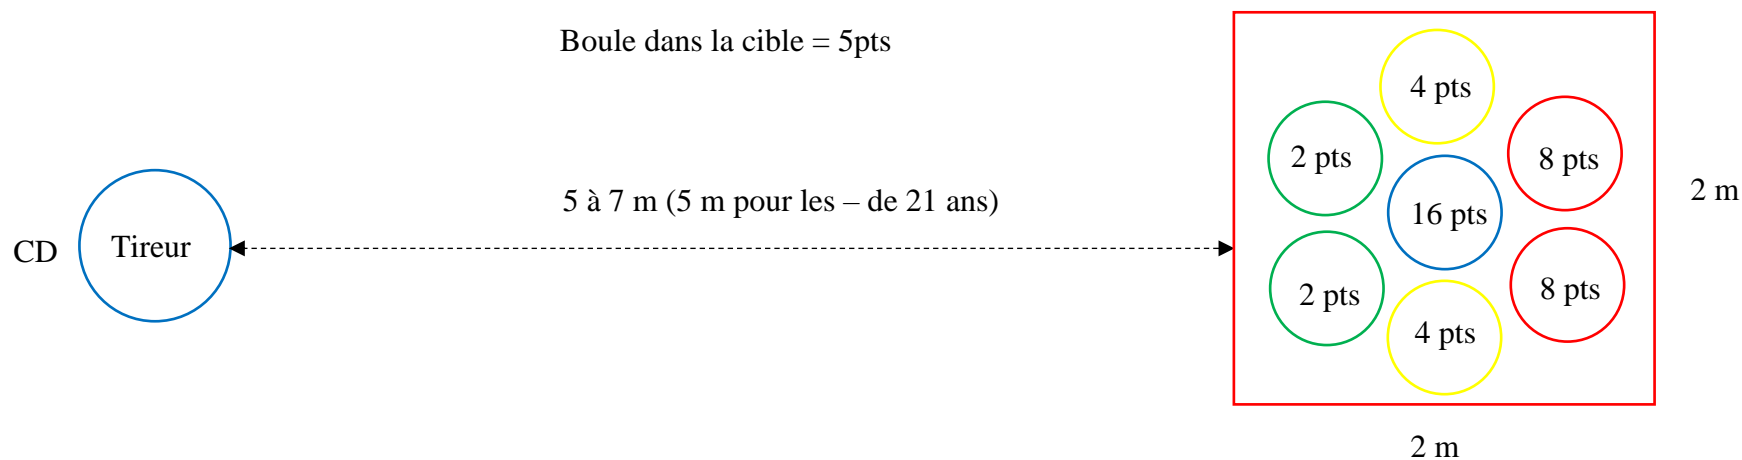 Boule dans la cible = 5pts
4 pts
2 pts
8 pts
5 à 7 m (5 m pour les – de 21 ans)
2 m
16 pts
CD
Tireur
2 pts
8 pts
4 pts
2 m